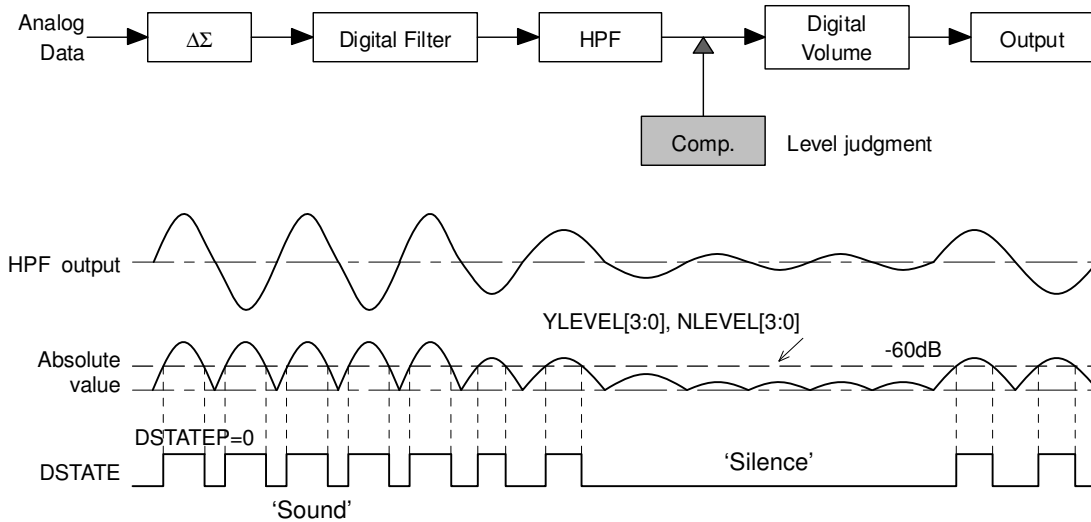 Analog
Data
ΔΣ
Digital Filter
HPF
Digital
Volume
Output
Comp.
Level judgment
HPF output
YLEVEL[3:0], NLEVEL[3:0]
Absolute
value
-60dB
DSTATEP=0
DSTATE
‘Silence’
‘Sound’